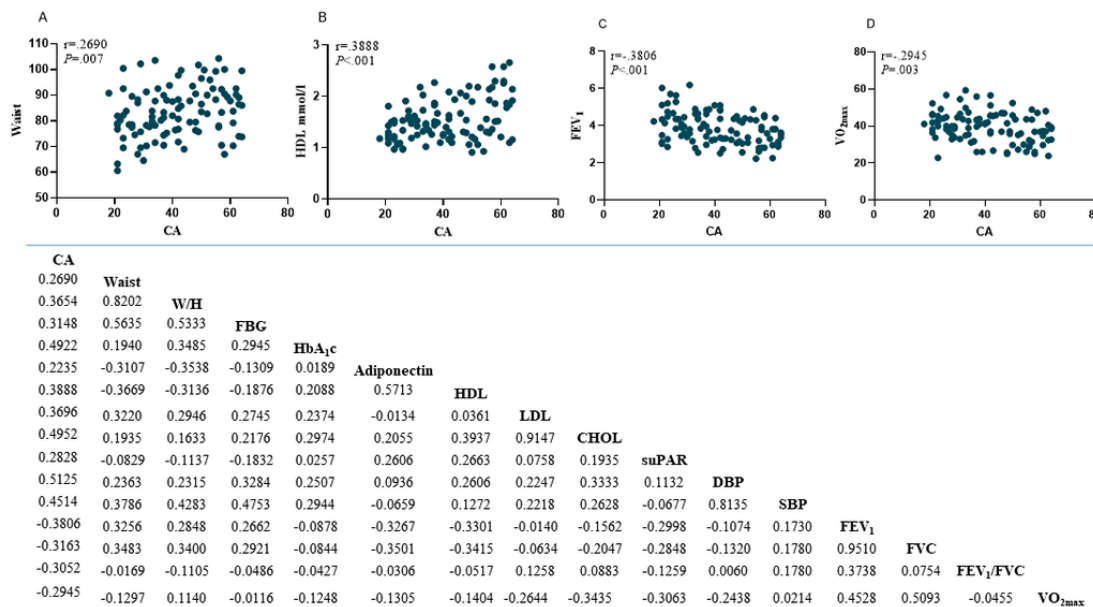 A
r=.2690
P=.007
Waist
110
100
90
80
70
60
50
0 20 40 60 80
CA
B
r=.3888
P<.001
HDL mmol/l
3
2
1
0
0 20 40 60 80
CA
C
r=-.3806
P<.001
FEV1
8
6
4
2
0
0 20 40 60 80
CA
D
r=-.2945
P=.003
VO2max
80
60
40
20
0
0 20 40 60 80
CA
CA
0.2690 Waist
0.3654 0.8202 W/H
0.3148 0.5635 0.5333 FBG
0.4922 0.1940 0.3485 0.2945 HbA1c
0.2235 -0.3107 -0.3538 -0.1309 0.0189 Adiponectin
0.3888 -0.3669 -0.3136 -0.1876 0.2088 0.5713 HDL
0.3696 0.3220 0.2946 0.2745 0.2374 -0.0134 0.0361 LDL
0.4952 0.1935 0.1633 0.2176 0.2974 0.2055 0.3937 0.9147 CHOL
0.2828 -0.0829 -0.1137 -0.1832 0.0257 0.2606 0.2663 0.0758 0.1935 suPAR
0.5125 0.2363 0.2315 0.3284 0.2507 0.0936 0.2606 0.2247 0.3333 0.1132 DBP
0.4514 0.3786 0.4283 0.4753 0.2944 -0.0659 0.1272 0.2218 0.2628 -0.0677 0.8135 SBP
-0.3806 0.3256 0.2848 0.2662 -0.0878 -0.3267 -0.3301 -0.0140 -0.1562 -0.2998 -0.1074 0.1730 FEV1
-0.3163 0.3483 0.3400 0.2921 -0.0844 -0.3501 -0.3415 -0.0634 -0.2047 -0.2848 -0.1320 0.1780 0.9510 FVC
-0.3052 -0.0169 -0.1105 -0.0486 -0.0427 -0.0306 -0.0517 0.1258 0.0883 -0.1259 0.0060 0.1780 0.3738 0.0754 FEV1/FVC
-0.2945 -0.1297 0.1140 -0.0116 -0.1248 -0.1305 -0.1404 -0.2644 -0.3435 -0.3063 -0.2438 0.0214 0.4528 0.5093 -0.0455 VO2max